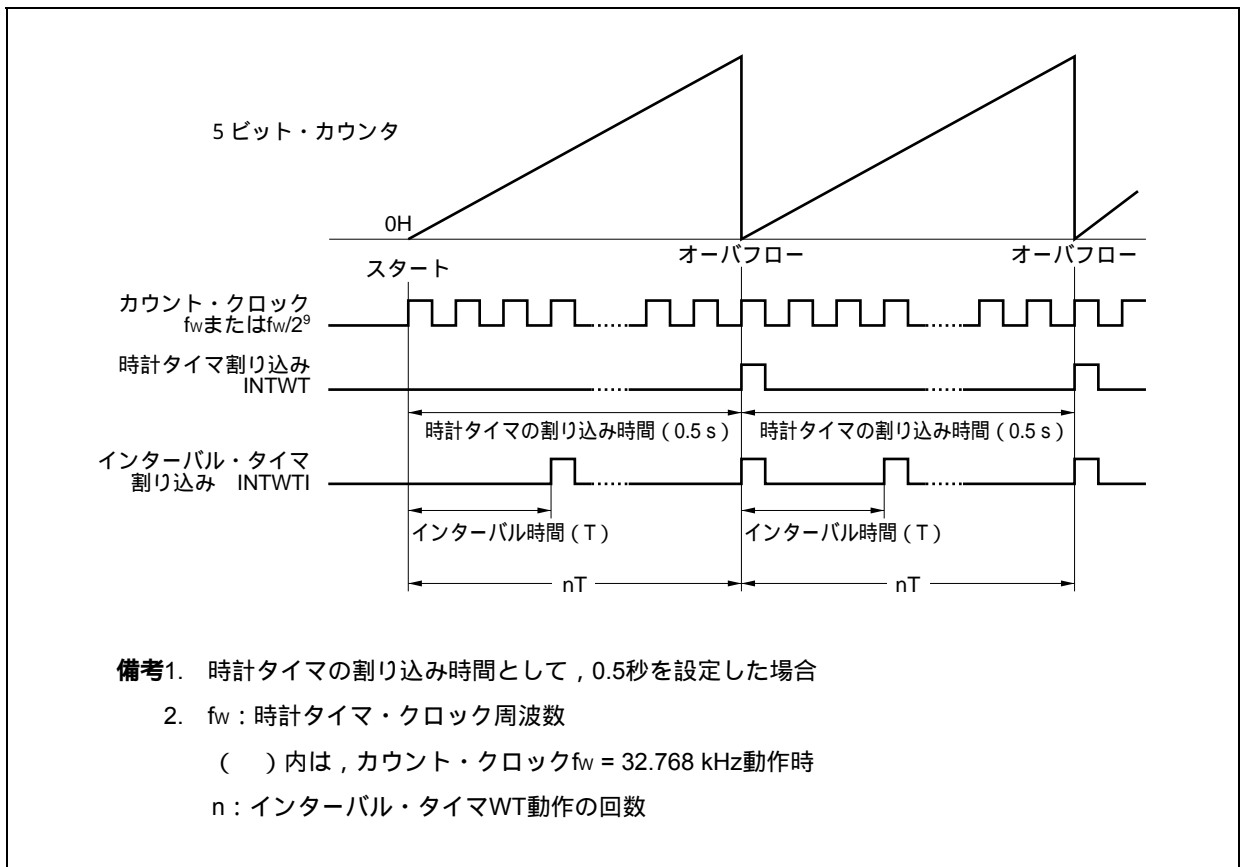 5 ビット・カウンタ
0H
スタート
オーバフロー
オーバフロー
カウント・クロック
fWまたはfW/2⁹
時計タイマ割り込み
INTWT
時計タイマの割り込み時間(0.5 s)
時計タイマの割り込み時間(0.5 s)
インターバル・タイマ
割り込み INTWTI
インターバル時間(T)
インターバル時間(T)
nT
nT
備考1. 時計タイマの割り込み時間として,0.5秒を設定した場合
2. fW:時計タイマ・クロック周波数
( )内は,カウント・クロックfW = 32.768 kHz動作時
n:インターバル・タイマWT動作の回数